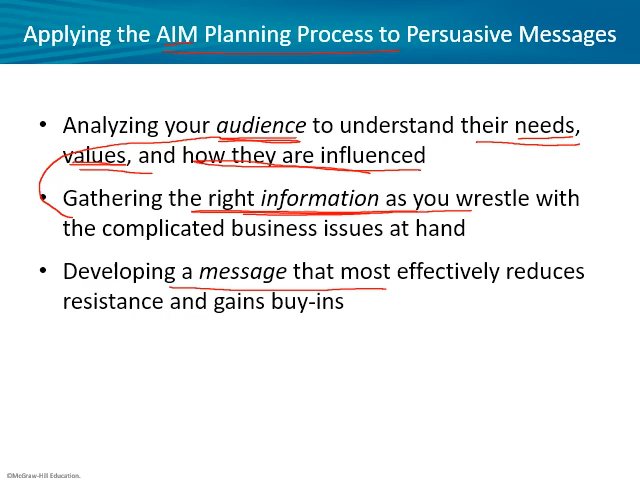 Applying the AIM Planning Process to Persuasive Messages
• Analyzing your audience to understand their needs,
values, and how they are influenced
• Gathering the right information as you wrestle with
the complicated business issues at hand
• Developing a message that most effectively reduces
resistance and gains buy-ins
©McGraw-Hill Education.